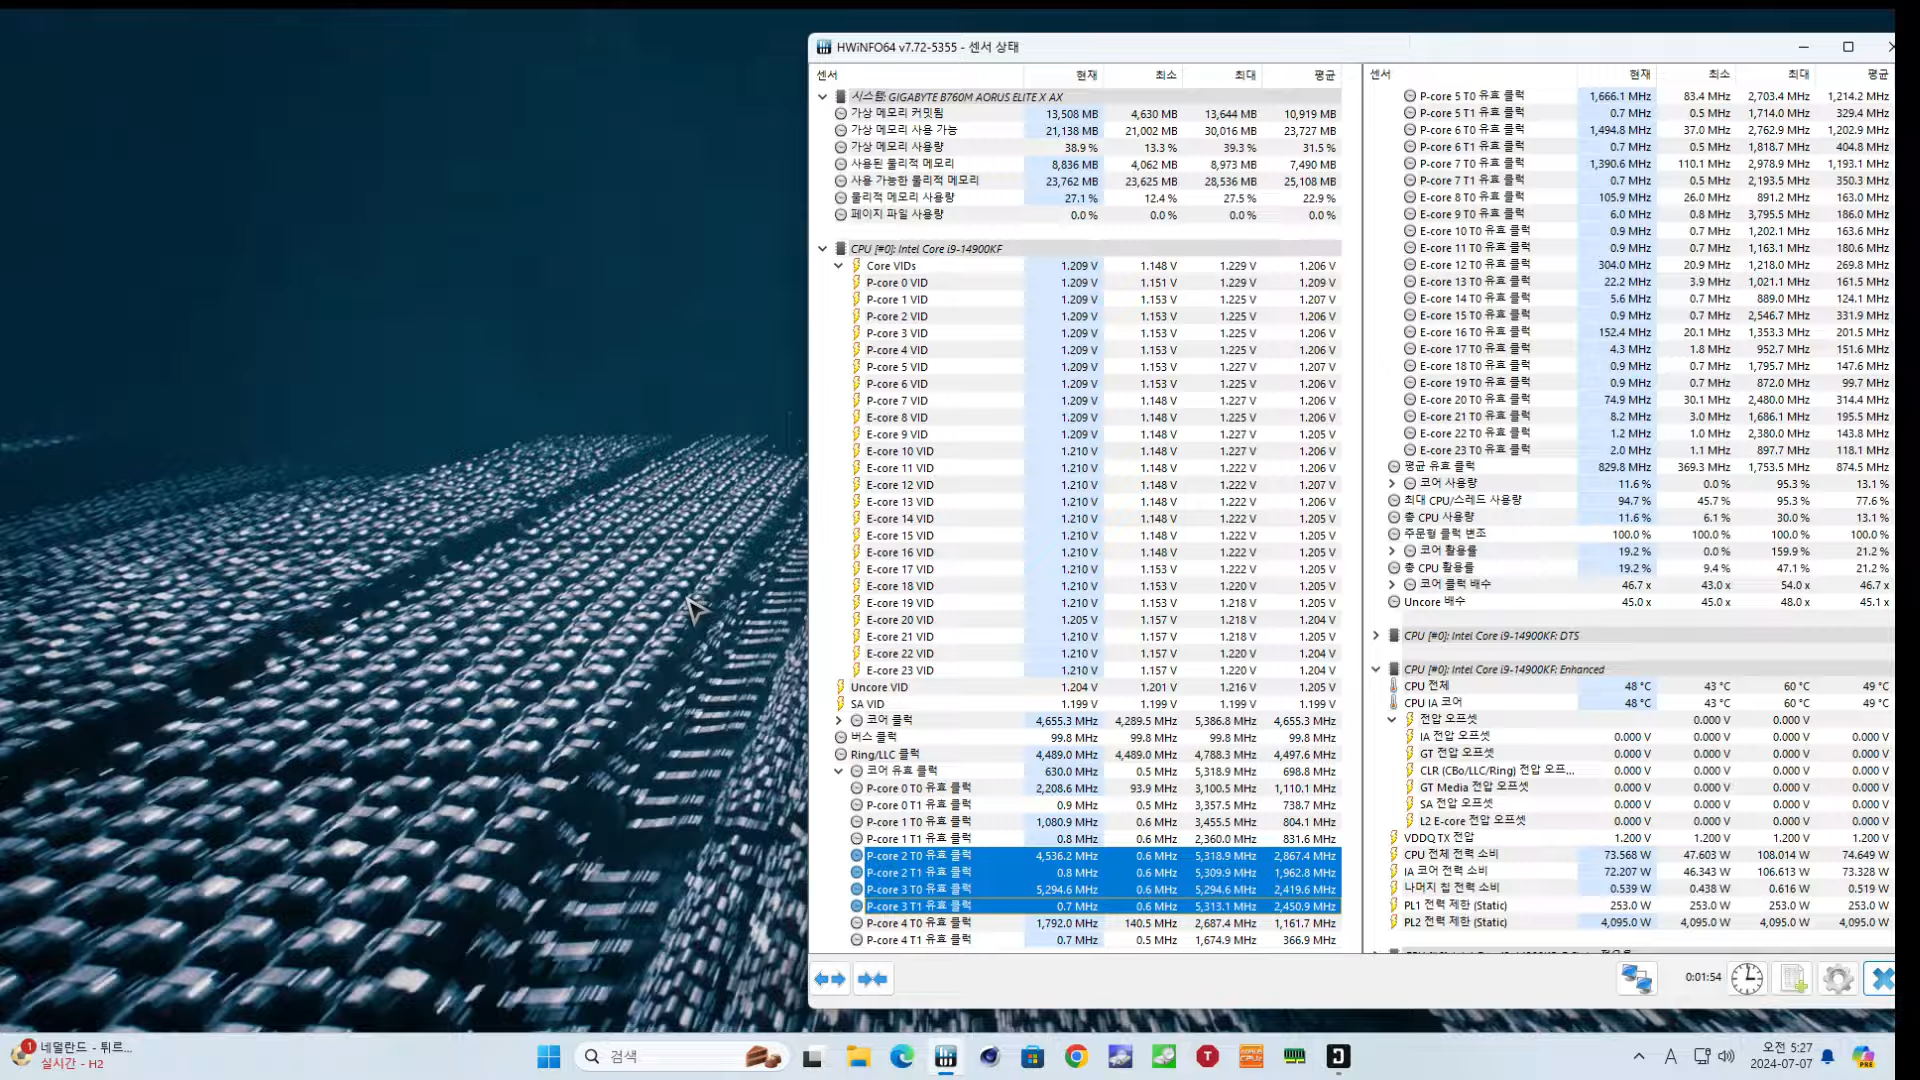 HWiNFO64 v7.72-5355 - 센서 상태
센서 현재 최소 최대 평균
시스템: GIGABYTE B760M AORUS ELITE X AX
가상 메모리 커밋됨 13,508 MB 4,630 MB 13,644 MB 10,919 MB
가상 메모리 사용 가능 21,138 MB 21,002 MB 30,016 MB 23,727 MB
가상 메모리 사용량 38.9 % 13.3 % 39.3 % 31.5 %
사용된 물리적 메모리 8,836 MB 4,062 MB 8,973 MB 7,490 MB
사용 가능한 물리적 메모리 23,762 MB 23,625 MB 28,536 MB 25,108 MB
물리적 메모리 사용량 27.1 % 12.4 % 27.5 % 22.9 %
페이지 파일 사용량 0.0 % 0.0 % 0.0 % 0.0 %
CPU [#0]: Intel Core i9-14900KF
Core VIDs 1.209 V 1.148 V 1.229 V 1.206 V
P-core 0 VID 1.209 V 1.151 V 1.229 V 1.209 V
P-core 1 VID 1.209 V 1.153 V 1.225 V 1.207 V
P-core 2 VID 1.209 V 1.153 V 1.225 V 1.206 V
P-core 3 VID 1.209 V 1.153 V 1.225 V 1.206 V
P-core 4 VID 1.209 V 1.153 V 1.225 V 1.206 V
P-core 5 VID 1.209 V 1.153 V 1.227 V 1.207 V
P-core 6 VID 1.209 V 1.153 V 1.225 V 1.206 V
P-core 7 VID 1.209 V 1.153 V 1.227 V 1.206 V
E-core 8 VID 1.209 V 1.148 V 1.225 V 1.206 V
E-core 9 VID 1.209 V 1.148 V 1.227 V 1.205 V
E-core 10 VID 1.210 V 1.148 V 1.227 V 1.206 V
E-core 11 VID 1.210 V 1.148 V 1.222 V 1.206 V
E-core 12 VID 1.210 V 1.148 V 1.222 V 1.207 V
E-core 13 VID 1.210 V 1.148 V 1.222 V 1.206 V
E-core 14 VID 1.210 V 1.148 V 1.222 V 1.205 V
E-core 15 VID 1.210 V 1.148 V 1.222 V 1.205 V
E-core 16 VID 1.210 V 1.148 V 1.222 V 1.205 V
E-core 17 VID 1.210 V 1.148 V 1.222 V 1.205 V
E-core 18 VID 1.210 V 1.153 V 1.220 V 1.205 V
E-core 19 VID 1.210 V 1.153 V 1.218 V 1.205 V
E-core 20 VID 1.205 V 1.157 V 1.218 V 1.204 V
E-core 21 VID 1.210 V 1.157 V 1.218 V 1.205 V
E-core 22 VID 1.210 V 1.157 V 1.220 V 1.204 V
E-core 23 VID 1.210 V 1.157 V 1.220 V 1.204 V
Uncore VID 1.204 V 1.201 V 1.216 V 1.205 V
SA VID 1.199 V 1.199 V 1.199 V 1.199 V
코어 클럭 4,655.3 MHz 4,289.5 MHz 5,386.8 MHz 4,655.3 MHz
버스 클럭 99.8 MHz 99.8 MHz 99.8 MHz 99.8 MHz
Ring/LLC 클럭 4,489.0 MHz 4,489.0 MHz 4,788.3 MHz 4,497.6 MHz
코어 유효 클럭 630.0 MHz 0.5 MHz 5,318.9 MHz 698.8 MHz
P-core 0 T0 유효 클럭 2,208.6 MHz 93.9 MHz 3,100.5 MHz 1,110.1 MHz
P-core 0 T1 유효 클럭 0.9 MHz 0.5 MHz 3,357.5 MHz 738.7 MHz
P-core 1 T0 유효 클럭 1,080.9 MHz 0.6 MHz 3,455.5 MHz 804.1 MHz
P-core 1 T1 유효 클럭 0.8 MHz 0.6 MHz 2,360.0 MHz 831.6 MHz
P-core 2 T0 유효 클럭 4,536.2 MHz 0.6 MHz 5,318.9 MHz 2,867.4 MHz
P-core 2 T1 유효 클럭 0.8 MHz 0.6 MHz 5,309.9 MHz 1,962.8 MHz
P-core 3 T0 유효 클럭 5,294.6 MHz 0.6 MHz 5,294.6 MHz 2,419.6 MHz
P-core 3 T1 유효 클럭 0.7 MHz 0.6 MHz 5,313.1 MHz 2,450.9 MHz
P-core 4 T0 유효 클럭 1,792.0 MHz 140.5 MHz 2,687.4 MHz 1,161.7 MHz
P-core 4 T1 유효 클럭 0.7 MHz 0.5 MHz 1,674.9 MHz 366.9 MHz
센서 현재 최소 최대 평균
P-core 5 T0 유효 클럭 1,666.1 MHz 83.4 MHz 2,703.4 MHz 1,214.2 MHz
P-core 5 T1 유효 클럭 0.7 MHz 0.5 MHz 1,714.0 MHz 329.4 MHz
P-core 6 T0 유효 클럭 1,494.8 MHz 37.0 MHz 2,762.9 MHz 1,202.9 MHz
P-core 6 T1 유효 클럭 0.7 MHz 0.5 MHz 1,818.7 MHz 404.8 MHz
P-core 7 T0 유효 클럭 1,390.6 MHz 110.1 MHz 2,978.9 MHz 1,193.1 MHz
P-core 7 T1 유효 클럭 0.7 MHz 0.5 MHz 2,193.5 MHz 350.3 MHz
E-core 8 T0 유효 클럭 105.9 MHz 26.0 MHz 891.2 MHz 163.0 MHz
E-core 9 T0 유효 클럭 6.0 MHz 0.8 MHz 3,795.5 MHz 186.0 MHz
E-core 10 T0 유효 클럭 0.9 MHz 0.7 MHz 1,202.1 MHz 163.6 MHz
E-core 11 T0 유효 클럭 0.9 MHz 0.7 MHz 1,163.1 MHz 180.6 MHz
E-core 12 T0 유효 클럭 304.0 MHz 20.9 MHz 1,218.0 MHz 269.8 MHz
E-core 13 T0 유효 클럭 22.2 MHz 3.9 MHz 1,021.1 MHz 161.5 MHz
E-core 14 T0 유효 클럭 5.6 MHz 0.7 MHz 889.0 MHz 124.1 MHz
E-core 15 T0 유효 클럭 0.9 MHz 0.7 MHz 2,546.7 MHz 331.9 MHz
E-core 16 T0 유효 클럭 152.4 MHz 20.1 MHz 1,353.3 MHz 201.5 MHz
E-core 17 T0 유효 클럭 4.3 MHz 1.8 MHz 952.7 MHz 151.6 MHz
E-core 18 T0 유효 클럭 0.9 MHz 0.7 MHz 1,795.7 MHz 147.6 MHz
E-core 19 T0 유효 클럭 0.9 MHz 0.7 MHz 872.0 MHz 99.7 MHz
E-core 20 T0 유효 클럭 74.9 MHz 30.1 MHz 2,480.0 MHz 314.4 MHz
E-core 21 T0 유효 클럭 8.2 MHz 3.0 MHz 1,686.1 MHz 195.5 MHz
E-core 22 T0 유효 클럭 1.2 MHz 1.0 MHz 2,380.0 MHz 143.8 MHz
E-core 23 T0 유효 클럭 2.0 MHz 1.1 MHz 897.7 MHz 118.1 MHz
평균 유효 클럭 829.8 MHz 369.3 MHz 1,753.5 MHz 874.5 MHz
코어 사용량 11.6 % 0.0 % 95.3 % 13.1 %
최대 CPU/스레드 사용량 94.7 % 45.7 % 95.3 % 77.6 %
총 CPU 사용량 11.6 % 6.1 % 30.0 % 13.1 %
주문형 클럭 변조 100.0 % 100.0 % 100.0 % 100.0 %
코어 활용률 19.2 % 0.0 % 159.9 % 21.2 %
총 CPU 활용률 19.2 % 9.4 % 47.1 % 21.2 %
코어 클럭 배수 46.7 x 43.0 x 54.0 x 46.7 x
Uncore 배수 45.0 x 45.0 x 48.0 x 45.1 x
CPU [#0]: Intel Core i9-14900KF: DTS
CPU [#0]: Intel Core i9-14900KF: Enhanced
CPU 전체 48 °C 43 °C 60 °C 49 °C
CPU IA 코어 48 °C 43 °C 60 °C 49 °C
전압 오프셋 0.000 V 0.000 V
IA 전압 오프셋 0.000 V 0.000 V 0.000 V 0.000 V
GT 전압 오프셋 0.000 V 0.000 V 0.000 V 0.000 V
CLR (CBo/LLC/Ring) 전압 오프... 0.000 V 0.000 V 0.000 V 0.000 V
GT Media 전압 오프셋 0.000 V 0.000 V 0.000 V 0.000 V
SA 전압 오프셋 0.000 V 0.000 V 0.000 V 0.000 V
L2 E-core 전압 오프셋 0.000 V 0.000 V 0.000 V 0.000 V
VDDQ TX 전압 1.200 V 1.200 V 1.200 V 1.200 V
CPU 전체 전력 소비 73.568 W 47.603 W 108.014 W 74.649 W
IA 코어 전력 소비 72.207 W 46.343 W 106.613 W 73.328 W
나머지 칩 전력 소비 0.539 W 0.438 W 0.616 W 0.519 W
PL1 전력 제한 (Static) 253.0 W 253.0 W 253.0 W 253.0 W
PL2 전력 제한 (Static) 4,095.0 W 4,095.0 W 4,095.0 W 4,095.0 W
0:01:54
1
네덜란드 - 튀르...
실시간 - H2
검색
A
오전 5:27
2024-07-07
PRE